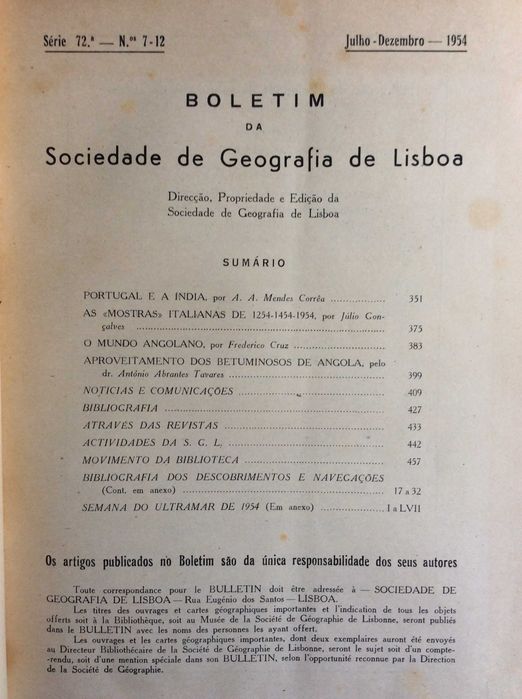 Série 72.ª — N.os 7-12
Julho-Dezembro — 1954
BOLETIM
DA
Sociedade de Geografia de Lisboa
Direcção, Propriedade e Edição da
Sociedade de Geografia de Lisboa
SUMÁRIO
PORTUGAL E A ÍNDIA, por A. A. Mendes Corrêa .................. 351
AS «MOSTRAS» ITALIANAS DE 1254-1454-1954, por Júlio Gon-
çalves .................. 375
O MUNDO ANGOLANO, por Frederico Cruz .................. 383
APROVEITAMENTO DOS BETUMINOSOS DE ANGOLA, pelo
dr. António Abrantes Tavares .................. 399
NOTICIAS E COMUNICAÇÕES .................. 409
BIBLIOGRAFIA .................. 427
ATRAVÉS DAS REVISTAS .................. 433
ACTIVIDADES DA S. G. L. .................. 442
MOVIMENTO DA BIBLIOTECA .................. 457
BIBLIOGRAFIA DOS DESCOBRIMENTOS E NAVEGAÇÕES
(Cont. em anexo) .................. 17 a 32
SEMANA DO ULTRAMAR DE 1954 (Em anexo) .................. I a LVII
Os artigos publicados no Boletim são da única responsabilidade dos seus autores
Toute correspondance pour le BULLETIN doit être adressée à — SOCIEDADE DE
GEOGRAFIA DE LISBOA — Rua Eugénio dos Santos — LISBOA.
Les titres des ouvrages et cartes géographiques importantes et l'indication de tous les objets
offerts soit à la Bibliothèque, soit au Musée de la Société de Géographie de Lisbonne, seront publiés
dans le BULLETIN avec les noms des personnes les ayant offert.
Les ouvrages et les cartes géographiques importantes, dont deux exemplaires auront été envoyés
au Directeur Bibliothécaire de la Société de Géographie de Lisbonne, seront le sujet soit d'un compte-
-rendu, soit d'une mention spéciale dans son BULLETIN, selon l'opportunité reconnue par la Direction
de la Société de Géographie.